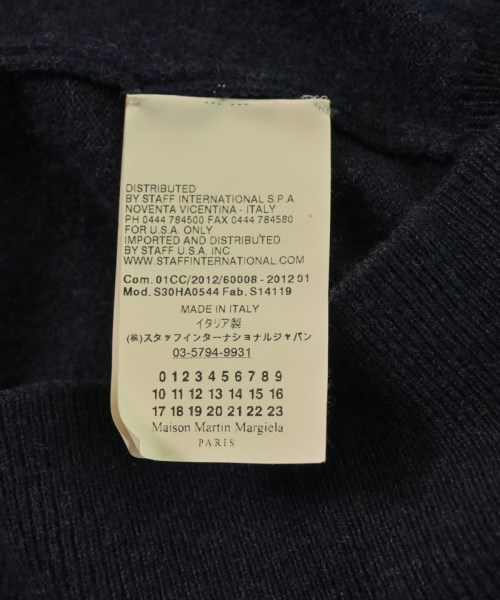 DISTRIBUTED
BY STAFF INTERNATIONAL S.P.A.
NOVENTA VICENTINA - ITALY
PH 0444 784500 FAX 0444 784580
FOR U.S.A. ONLY
IMPORTED AND DISTRIBUTED
BY STAFF U.S.A. INC
WWW.STAFFINTERNATIONAL.COM
Com. 01CC/2012/60008 - 2012 01
Mod. S30HA0544 Fab. S14119
MADE IN ITALY
イタリア製
(株)スタッフインターナショナルジャパン
03-5794-9931
0 1 2 3 4 5 6 7 8 9
10 11 12 13 14 15 16
17 18 19 20 21 22 23
Maison Martin Margiela
PARIS